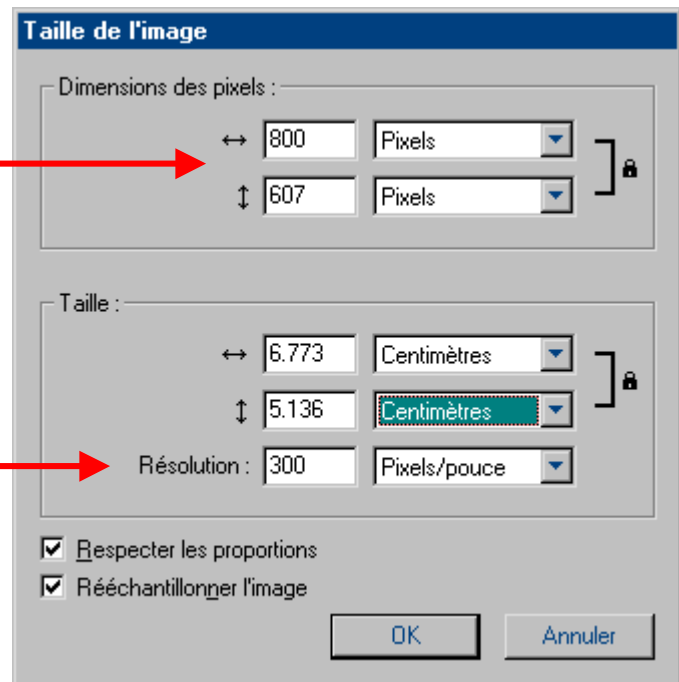 Taille de l'image
Dimensions des pixels :
800 Pixels
607 Pixels
Taille :
6.773 Centimètres
5.136 Centimètres
Résolution : 300 Pixels/pouce
Respecter les proportions
Rééchantillonner l'image
OK Annuler